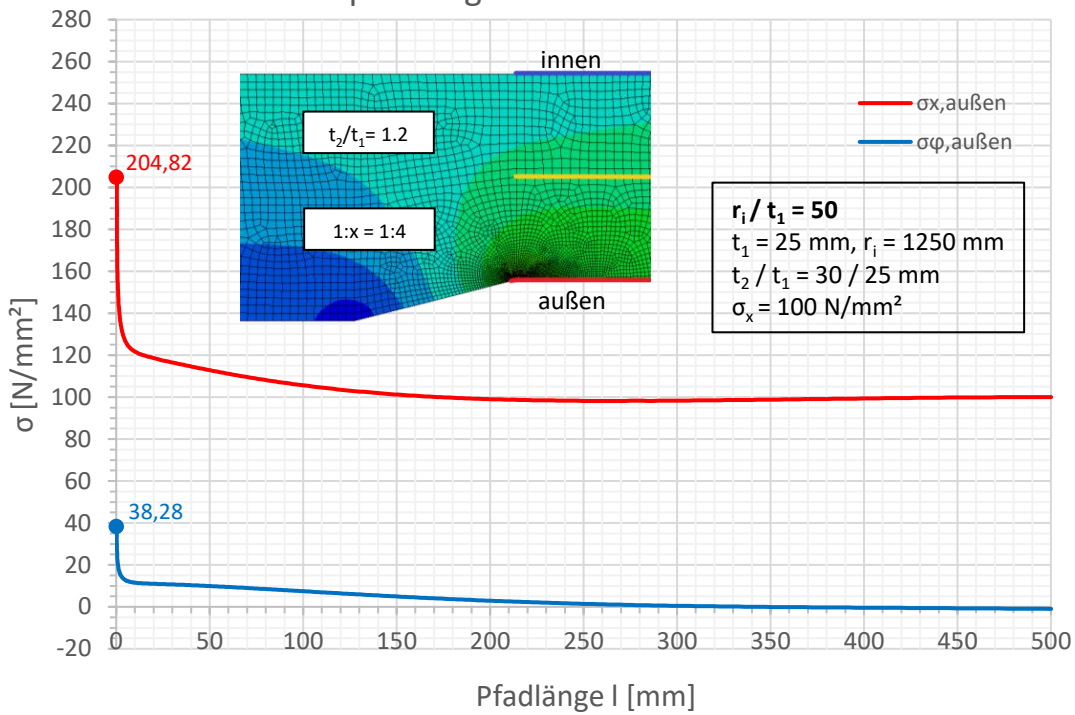 280
260
240
220
200
180
160
140
120
100
80
60
40
20
0
-20
σ [N/mm²]
204,82
38,28
innen
t₂/t₁= 1.2
1:x = 1:4
außen
σx,außen
σφ,außen
rᵢ / t₁ = 50
t₁ = 25 mm, rᵢ = 1250 mm
t₂ / t₁ = 30 / 25 mm
σₓ = 100 N/mm²
0 50 100 150 200 250 300 350 400 450 500
Pfadlänge l [mm]